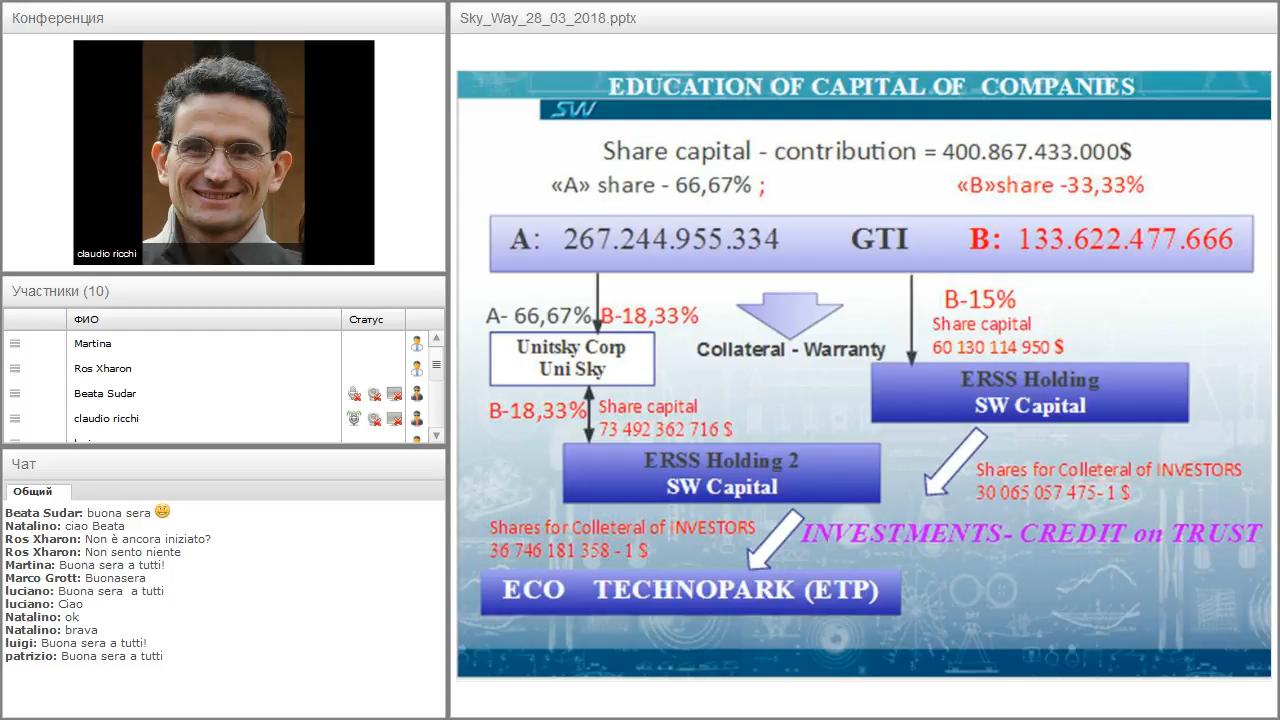 Конференция
claudio ricchi
Участники (10)
ФИО Статус
Martina
Ros Xharon
Beata Sudar
claudio ricchi
Чат
Общий
Beata Sudar: buona sera
Natalino: ciao Beata
Ros Xharon: Non è ancora iniziato?
Ros Xharon: Non sento niente
Martina: Buona sera a tutti!
Marco Grott: Buonasera
luciano: Buona sera a tutti
luciano: Ciao
Natalino: ok
Natalino: brava
luigi: Buona sera a tutti!
patrizio: Buona sera a tutti
Sky_Way_28_03_2018.pptx
EDUCATION OF CAPITAL OF COMPANIES
SW
Share capital - contribution = 400.867.433.000$
«A» share - 66,67% ; «B»share -33,33%
A: 267.244.955.334 GTI B: 133.622.477.666
A- 66,67% B-18,33%
B-15%
Share capital
60 130 114 950 $
Unitsky Corp
Uni Sky
Collateral - Warranty
ERSS Holding
SW Capital
B-18,33%
Share capital
73 492 362 716 $
ERSS Holding 2
SW Capital
Shares for Colleteral of INVESTORS
30 065 057 475- 1 $
Shares for Colleteral of INVESTORS
36 746 181 358 - 1 $
INVESTMENTS- CREDIT on TRUST
ECO TECHNOPARK (ETP)